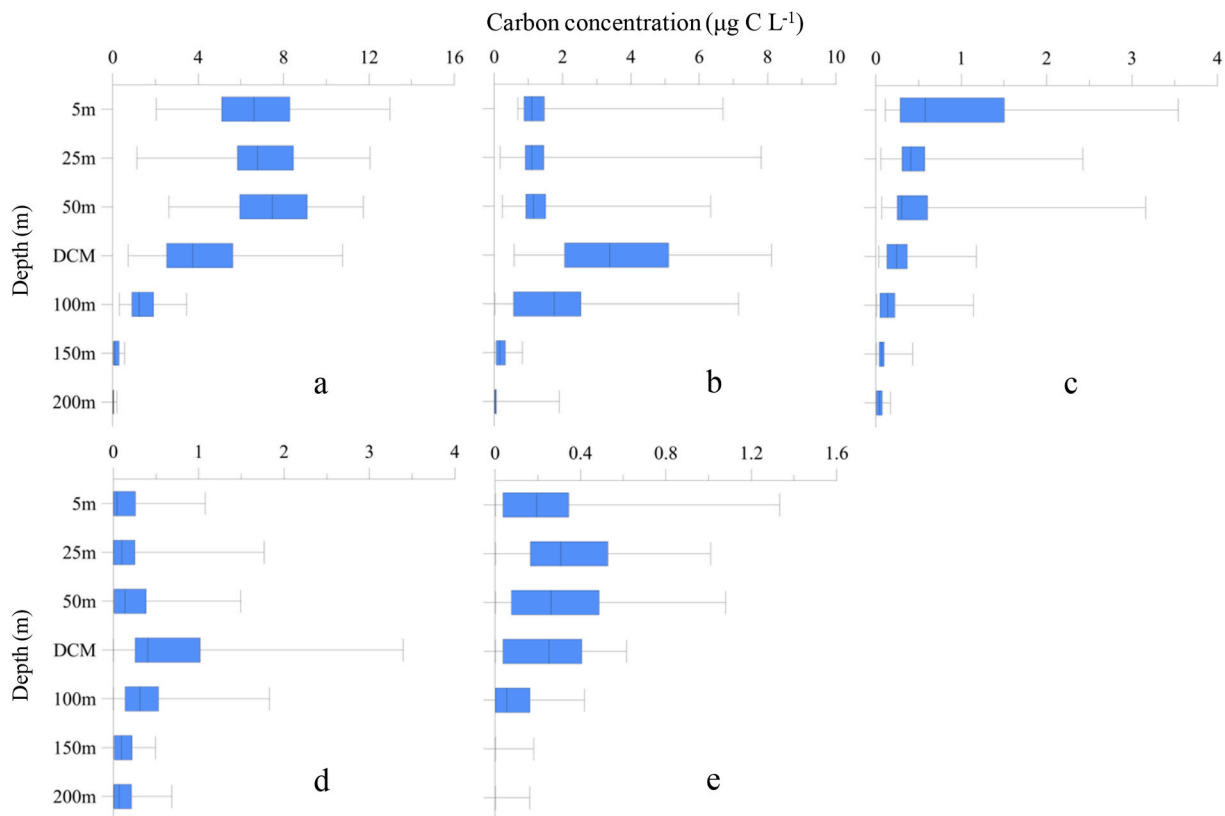 Carbon concentration (μg C L-1)
0 4 8 12 16
0 2 4 6 8 10
0 1 2 3 4
Depth (m)
5m
25m
50m
DCM
100m
150m
200m
a
b
c
0 1 2 3 4
0 0.4 0.8 1.2 1.6
Depth (m)
5m
25m
50m
DCM
100m
150m
200m
d
e